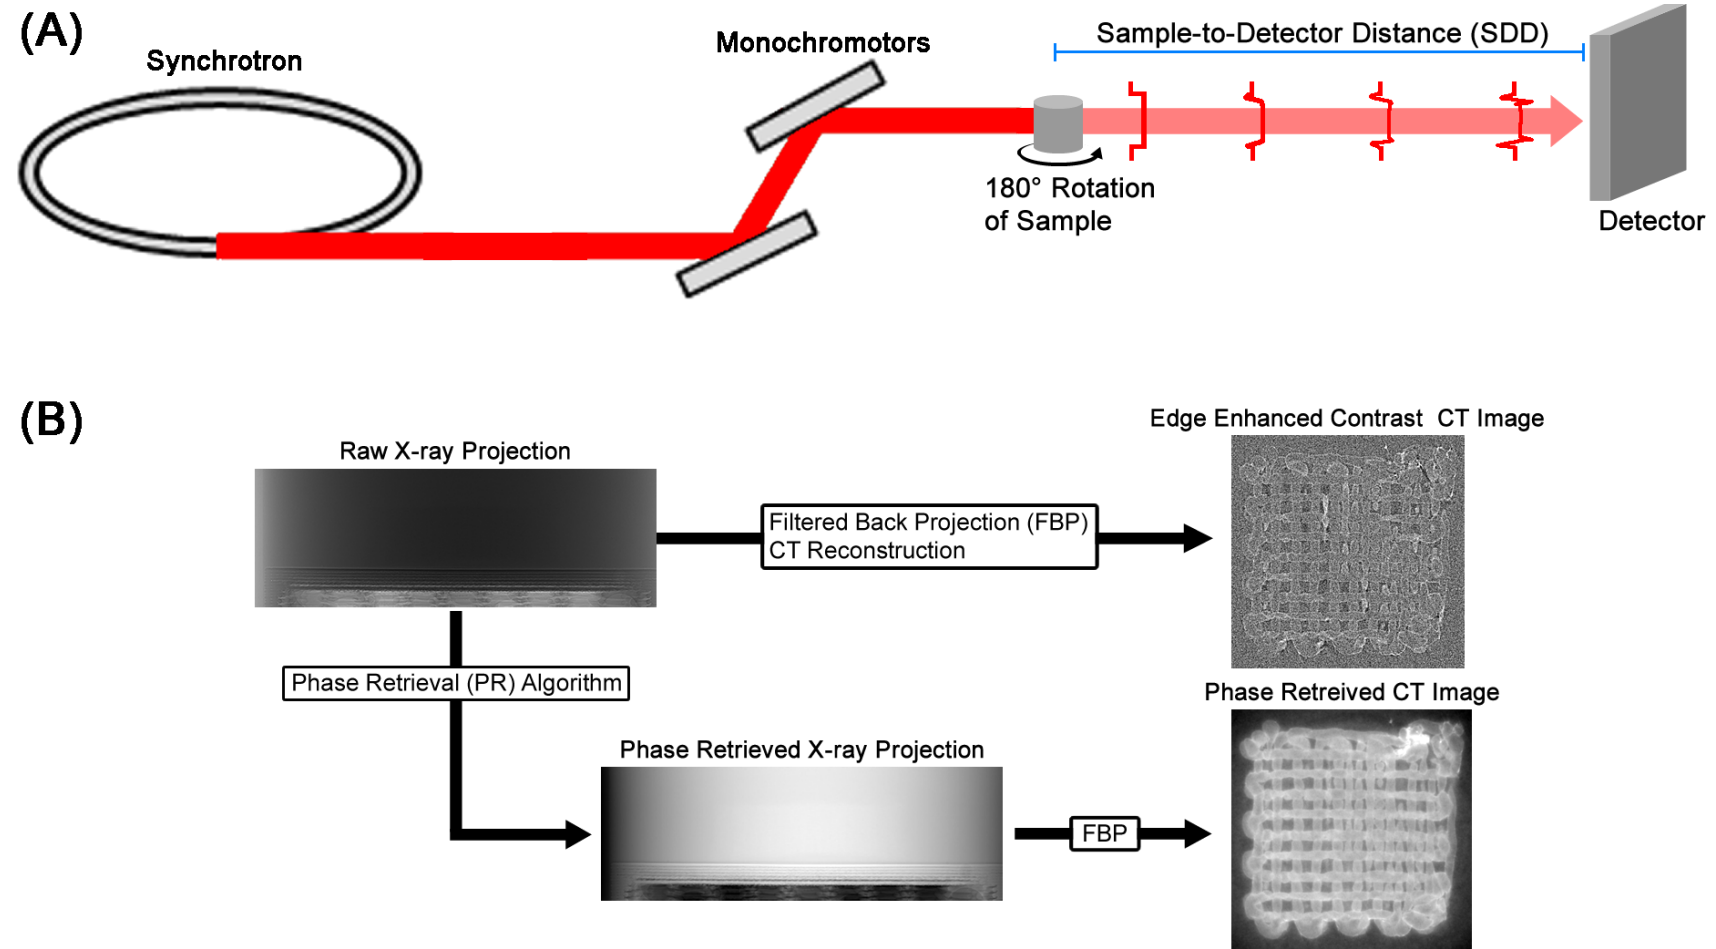 (A)
Synchrotron
Monochromotors
Sample-to-Detector Distance (SDD)
180° Rotation
of Sample
Detector
(B)
Raw X-ray Projection
Edge Enhanced Contrast  CT Image
Filtered Back Projection (FBP)
CT Reconstruction
Phase Retrieval (PR) Algorithm
Phase Retreived CT Image
Phase Retrieved X-ray Projection
FBP